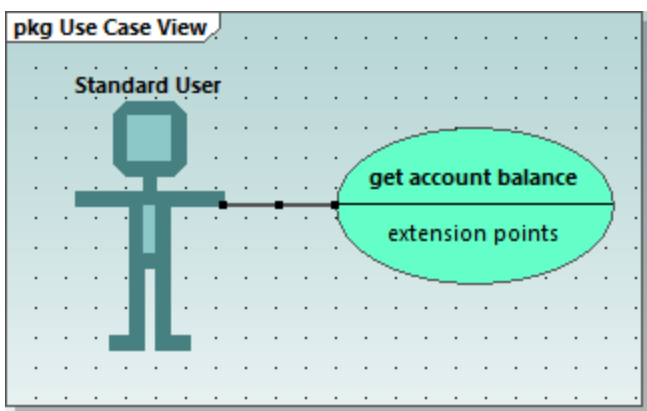 pkg Use Case View
Standard User
get account balance
extension points